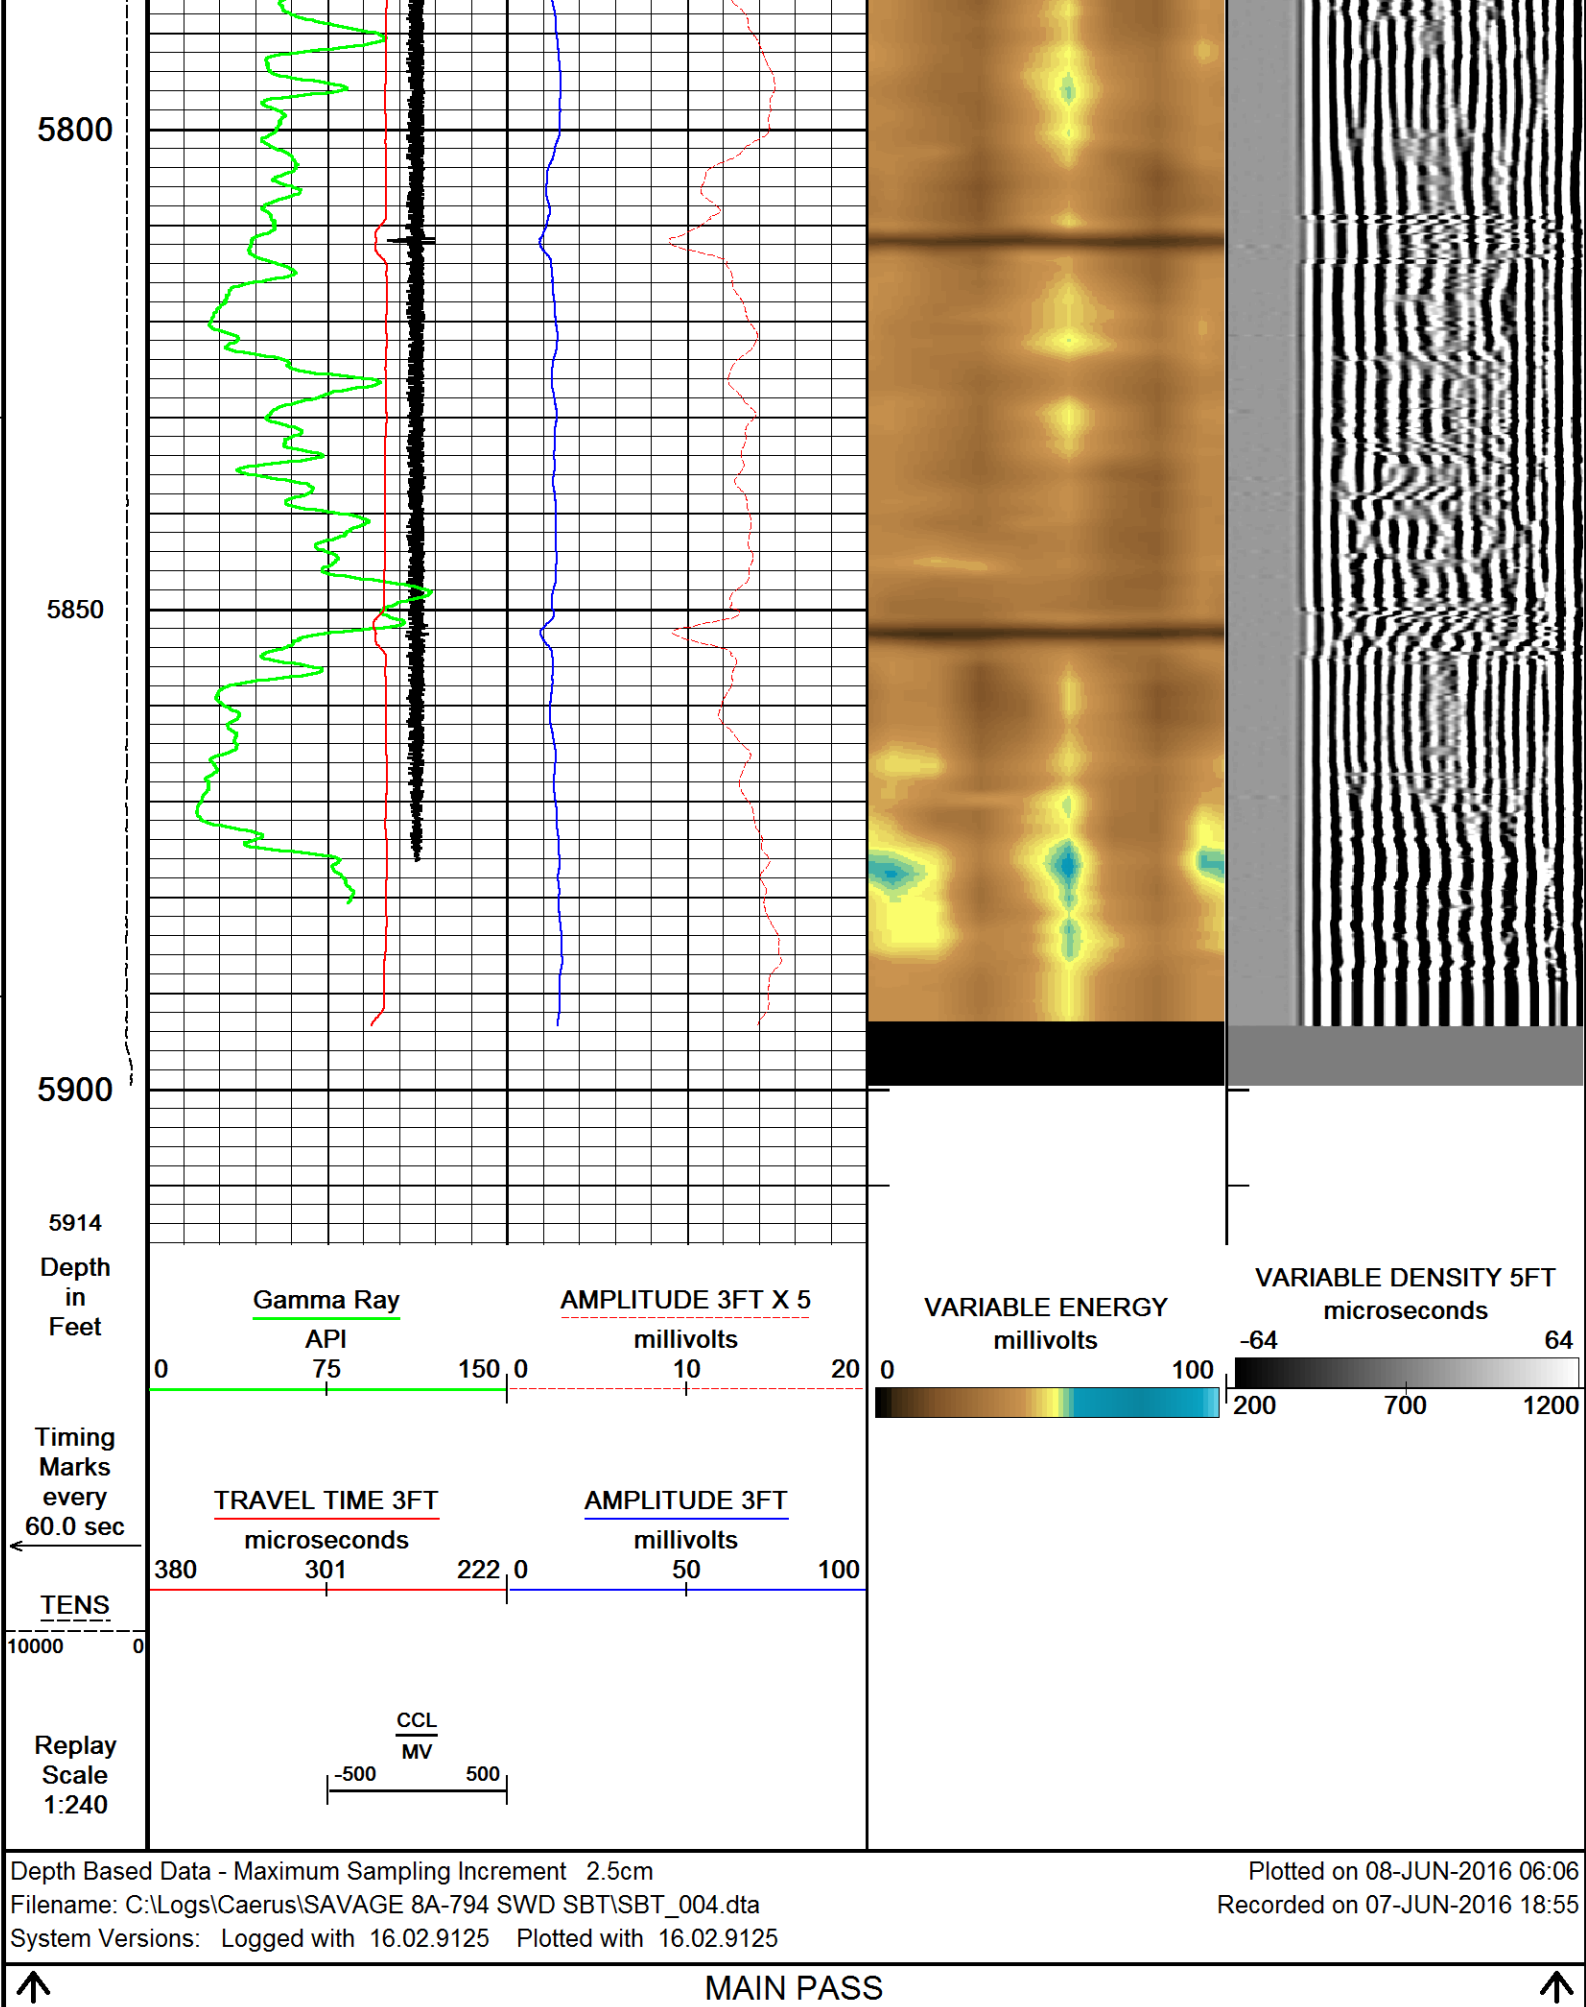 5800
5850
5900
5914
Depth
in
Feet
Gamma Ray
API
0 75 150
AMPLITUDE 3FT X 5
millivolts
0 10 20
VARIABLE ENERGY
millivolts
0 100
VARIABLE DENSITY 5FT
microseconds
-64 64
200 700 1200
Timing
Marks
every
60.0 sec
TRAVEL TIME 3FT
microseconds
380 301 222
AMPLITUDE 3FT
millivolts
0 50 100
TENS
10000 0
CCL
MV
-500 500
Replay
Scale
1:240
Depth Based Data - Maximum Sampling Increment 2.5cm
Plotted on 08-JUN-2016 06:06
Filename: C:\Logs\Caerus\SAVAGE 8A-794 SWD SBT\SBT_004.dta
Recorded on 07-JUN-2016 18:55
System Versions: Logged with 16.02.9125 Plotted with 16.02.9125
MAIN PASS